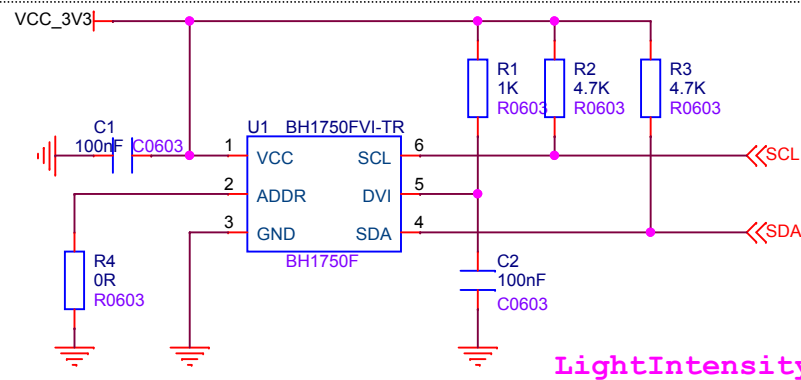 VCC_3V3
R1
1K
R0603
R2
4.7K
R0603
R3
4.7K
R0603
C1
100nF
C0603
U1
BH1750FVI-TR
1
VCC
SCL
6
SCL
2
ADDR
DVI
5
3
GND
SDA
4
SDA
BH1750F
R4
0R
R0603
C2
100nF
C0603
LightIntensity